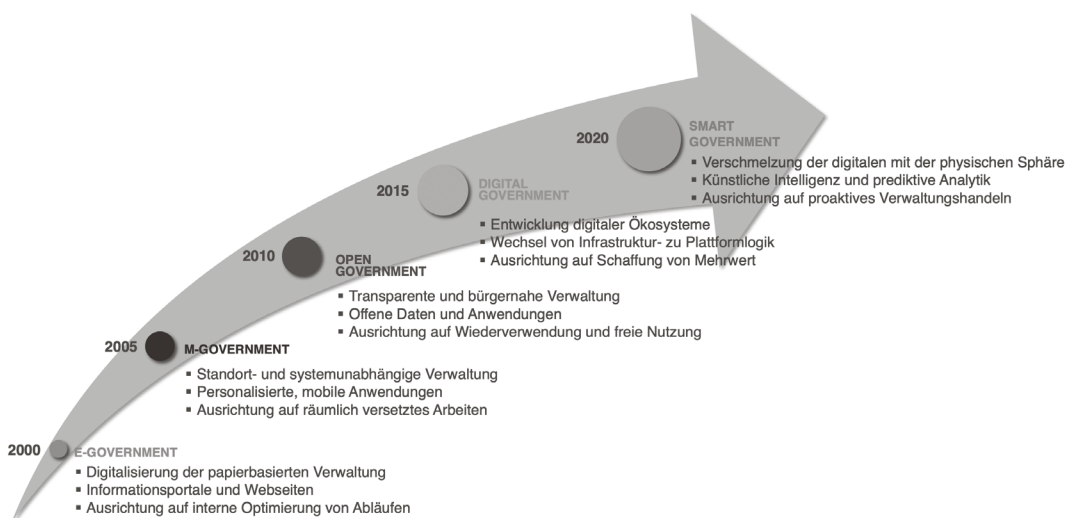 2020
SMART
GOVERNMENT
▪ Verschmelzung der digitalen mit der physischen Sphäre
▪ Künstliche Intelligenz und prediktive Analytik
▪ Ausrichtung auf proaktives Verwaltungshandeln
2015
DIGITAL
GOVERNMENT
▪ Entwicklung digitaler Ökosysteme
▪ Wechsel von Infrastruktur- zu Plattformlogik
▪ Ausrichtung auf Schaffung von Mehrwert
2010
OPEN
GOVERNMENT
▪ Transparente und bürgernahe Verwaltung
▪ Offene Daten und Anwendungen
▪ Ausrichtung auf Wiederverwendung und freie Nutzung
2005
M-GOVERNMENT
▪ Standort- und systemunabhängige Verwaltung
▪ Personalisierte, mobile Anwendungen
▪ Ausrichtung auf räumlich versetztes Arbeiten
2000
E-GOVERNMENT
▪ Digitalisierung der papierbasierten Verwaltung
▪ Informationsportale und Webseiten
▪ Ausrichtung auf interne Optimierung von Abläufen